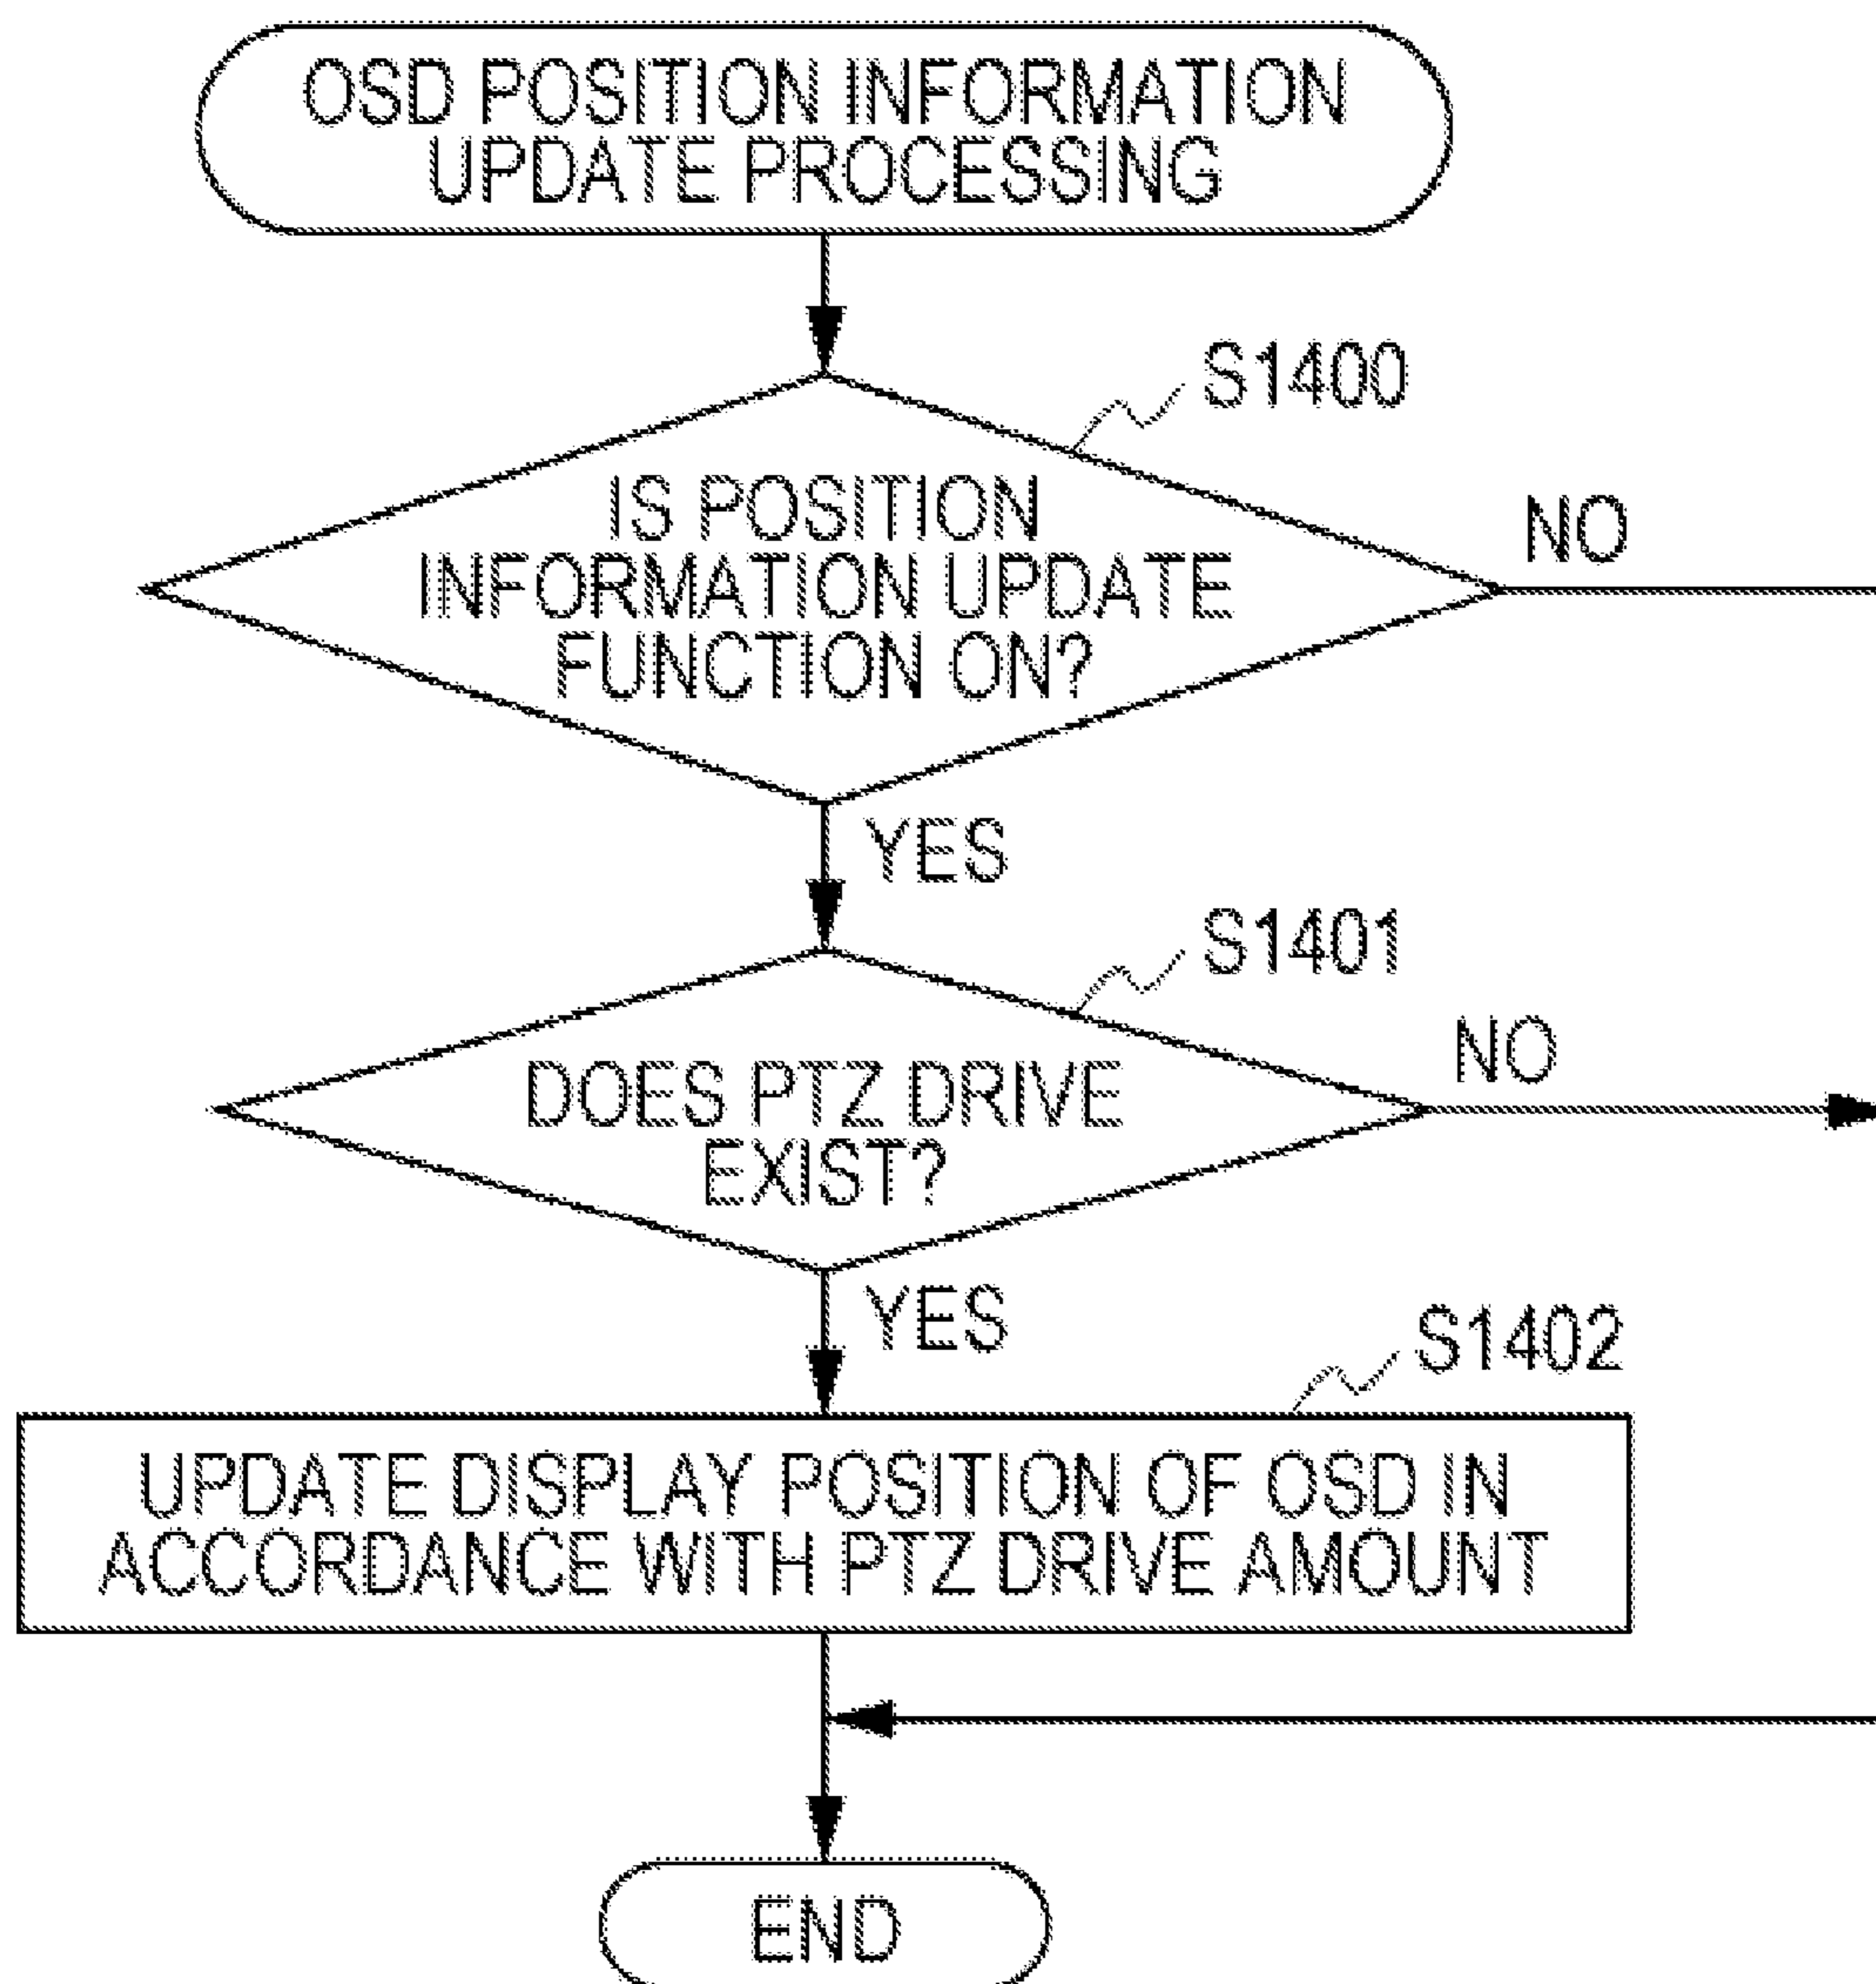 OSD POSITION INFORMATION
UPDATE PROCESSING
S1400
IS POSITION
INFORMATION UPDATE
FUNCTION ON?
NO
YES
S1401
DOES PTZ DRIVE
EXIST?
NO
YES
S1402
UPDATE DISPLAY POSITION OF OSD IN
ACCORDANCE WITH PTZ DRIVE AMOUNT
END